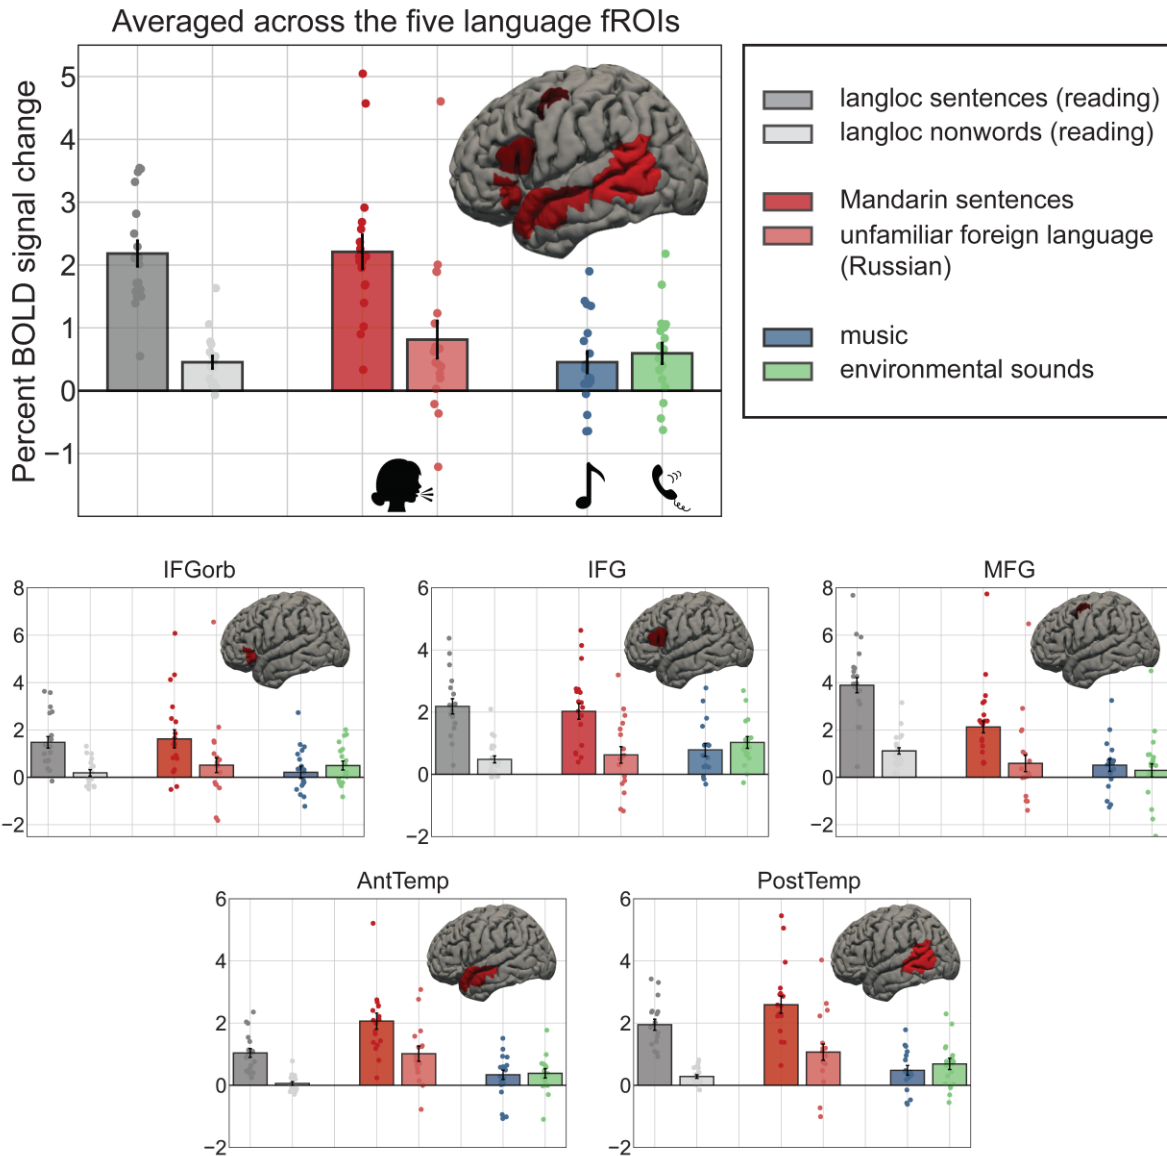 Averaged across the five language fROIs
Percent BOLD signal change
5
4
3
2
1
0
−1
langloc sentences (reading)
langloc nonwords (reading)
Mandarin sentences
unfamiliar foreign language
(Russian)
music
environmental sounds
IFGorb
8
6
4
2
0
−2
IFG
6
4
2
0
−2
MFG
8
6
4
2
0
−2
AntTemp
6
4
2
0
−2
PostTemp
6
4
2
0
−2